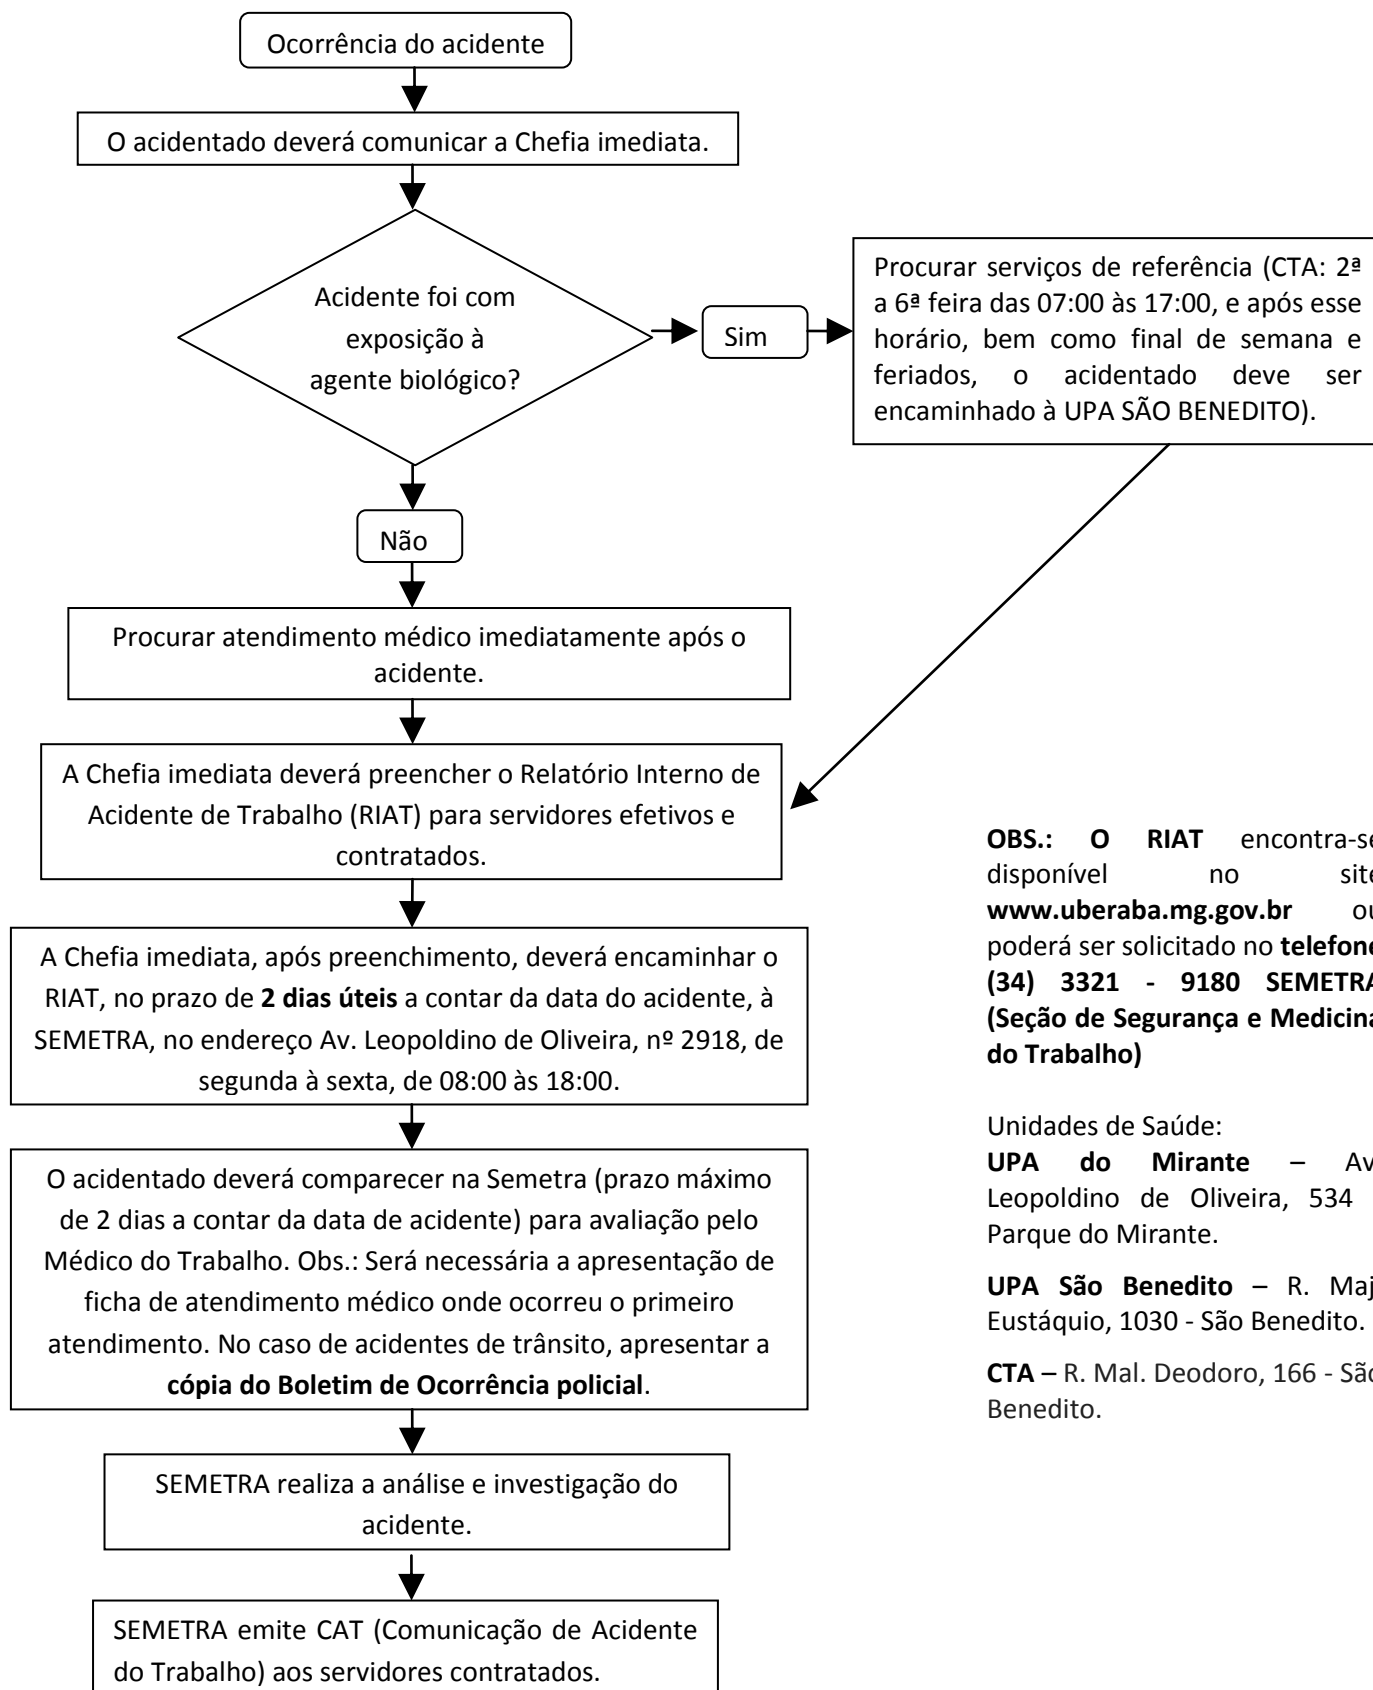 Ocorrência do acidente
O acidentado deverá comunicar a Chefia imediata.
Acidente foi com
exposição à
agente biológico?
Sim
Procurar serviços de referência (CTA: 2ª
a 6ª feira das 07:00 às 17:00, e após esse
horário, bem como final de semana e
feriados, o acidentado deve ser
encaminhado à UPA SÃO BENEDITO).
Não
Procurar atendimento médico imediatamente após o
acidente.
A Chefia imediata deverá preencher o Relatório Interno de
Acidente de Trabalho (RIAT) para servidores efetivos e
contratados.
A Chefia imediata, após preenchimento, deverá encaminhar o
RIAT, no prazo de 2 dias úteis a contar da data do acidente, à
SEMETRA, no endereço Av. Leopoldino de Oliveira, nº 2918, de
segunda à sexta, de 08:00 às 18:00.
O acidentado deverá comparecer na Semetra (prazo máximo
de 2 dias a contar da data de acidente) para avaliação pelo
Médico do Trabalho. Obs.: Será necessária a apresentação de
ficha de atendimento médico onde ocorreu o primeiro
atendimento. No caso de acidentes de trânsito, apresentar a
cópia do Boletim de Ocorrência policial.
SEMETRA realiza a análise e investigação do
acidente.
SEMETRA emite CAT (Comunicação de Acidente
do Trabalho) aos servidores contratados.
OBS.: O RIAT encontra-se
disponível no site
www.uberaba.mg.gov.br ou
poderá ser solicitado no telefone
(34) 3321 - 9180 SEMETRA
(Seção de Segurança e Medicina
do Trabalho)
Unidades de Saúde:
UPA do Mirante – Av
Leopoldino de Oliveira, 534
Parque do Mirante.
UPA São Benedito – R. Maj
Eustáquio, 1030 - São Benedito.
CTA – R. Mal. Deodoro, 166 - São
Benedito.